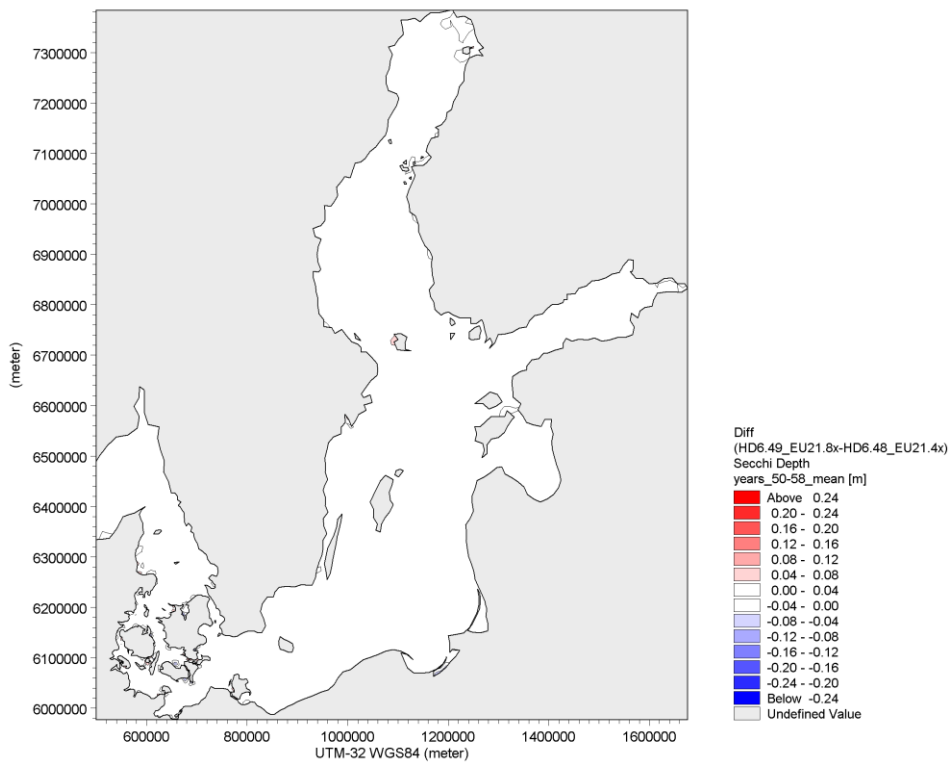 7300000
7200000
7100000
7000000
6900000
6800000
6700000
6600000
6500000
6400000
6300000
6200000
6100000
6000000
(meter)
600000 800000 1000000 1200000 1400000 1600000
UTM-32 WGS84 (meter)
Diff
(HD6.49_EU21.8x-HD6.48_EU21.4x)
Secchi Depth
years_50-58_mean [m]
Above 0.24
0.20 - 0.24
0.16 - 0.20
0.12 - 0.16
0.08 - 0.12
0.04 - 0.08
0.00 - 0.04
-0.04 - 0.00
-0.08 - -0.04
-0.12 - -0.08
-0.16 - -0.12
-0.20 - -0.16
-0.24 - -0.20
Below -0.24
Undefined Value